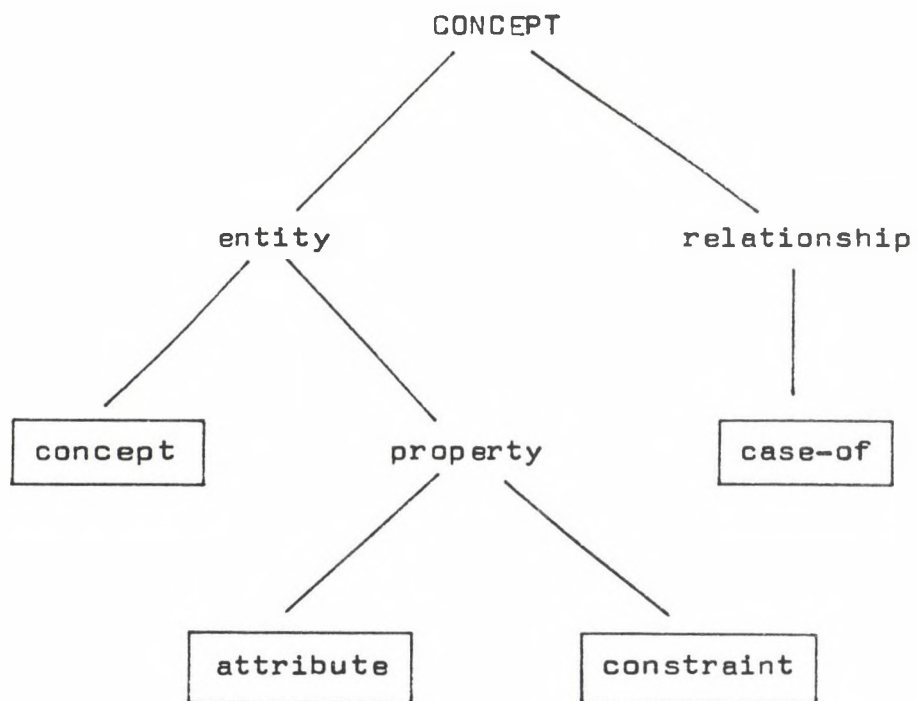 CONCEPT
entity relationship
concept property case-of
attribute constraint